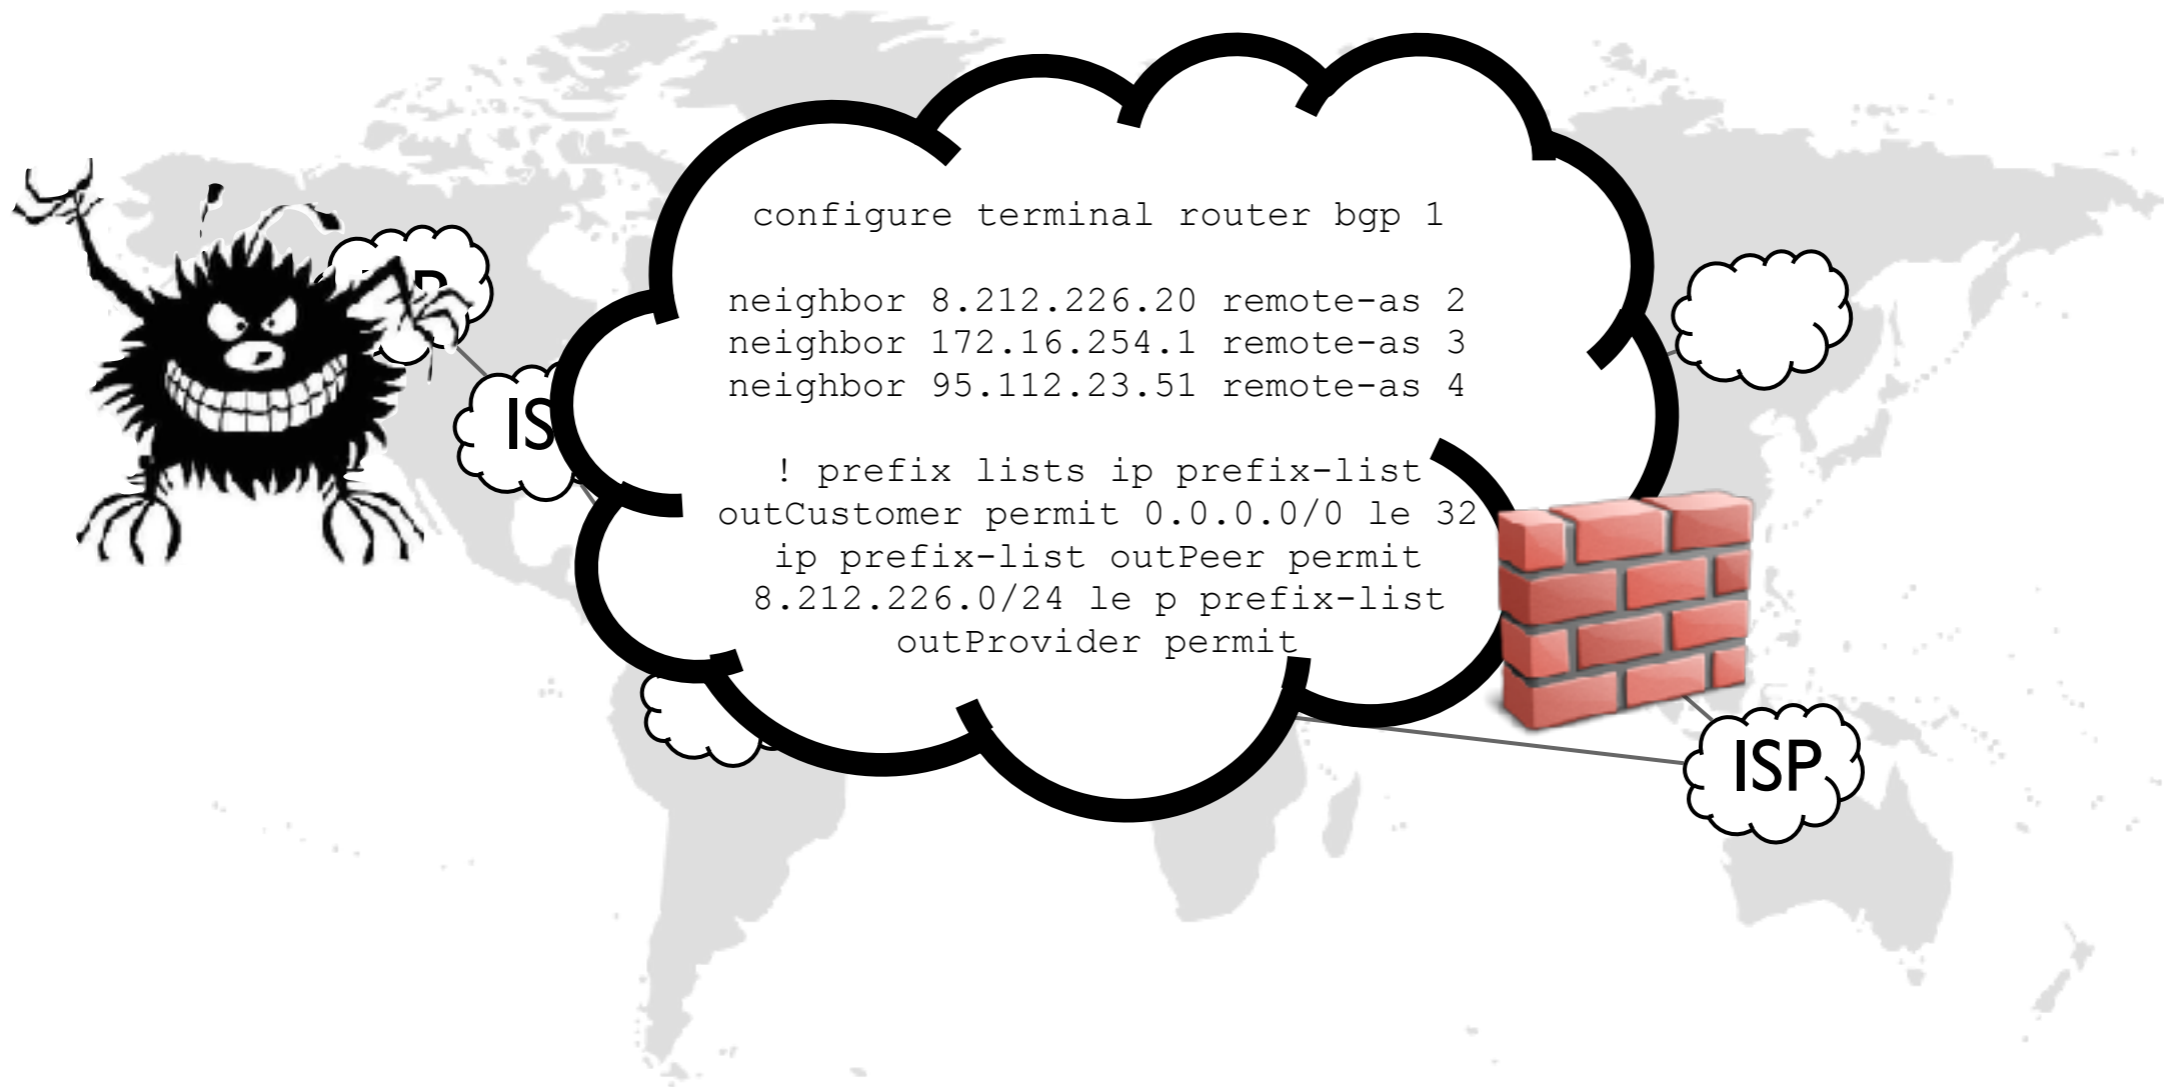 configure terminal router bgp 1
neighbor 8.212.226.20 remote-as 2
neighbor 172.16.254.1 remote-as 3
neighbor 95.112.23.51 remote-as 4
! prefix lists ip prefix-list
outCustomer permit 0.0.0.0/0 le 32
ip prefix-list outPeer permit
8.212.226.0/24 le p prefix-list
outProvider permit
IS
ISP